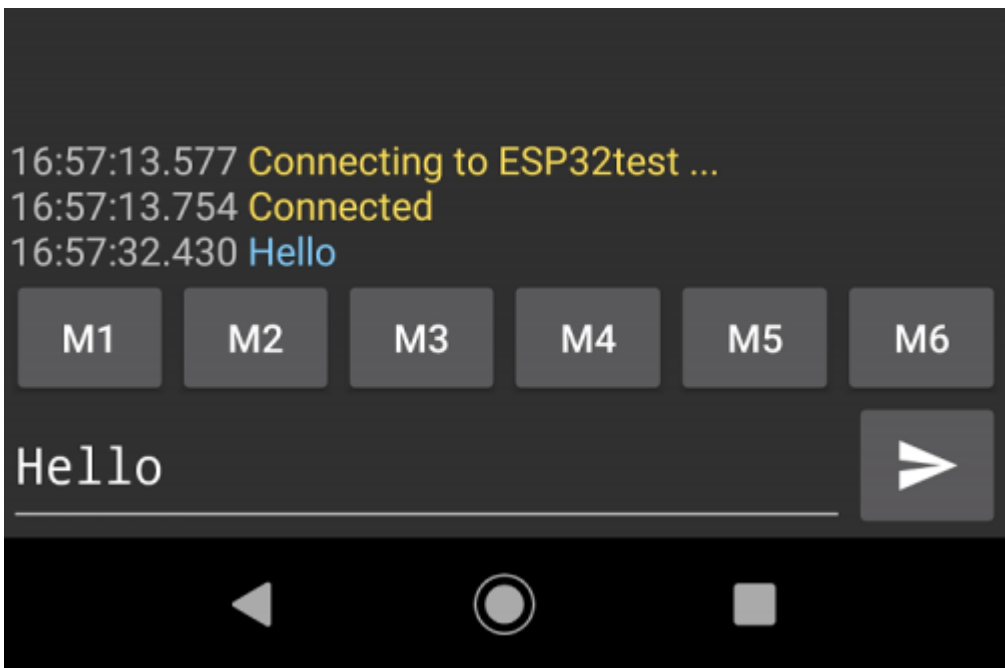 16:57:13.577 Connecting to ESP32test ...
16:57:13.754 Connected
16:57:32.430 Hello
M1 M2 M3 M4 M5 M6
Hello